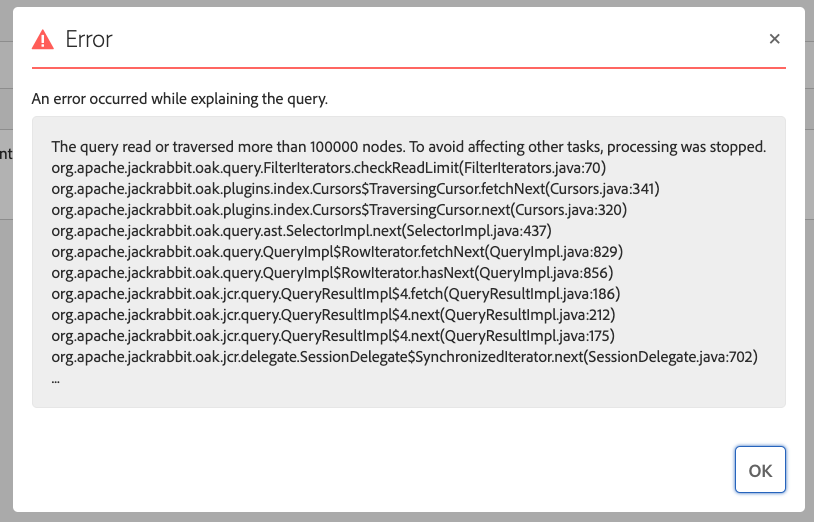 Error
×
An error occurred while explaining the query.
nt
The query read or traversed more than 100000 nodes. To avoid affecting other tasks, processing was stopped.
org.apache.jackrabbit.oak.query.FilterIterators.checkReadLimit(FilterIterators.java:70)
org.apache.jackrabbit.oak.plugins.index.Cursors$TraversingCursor.fetchNext(Cursors.java:341)
org.apache.jackrabbit.oak.plugins.index.Cursors$TraversingCursor.next(Cursors.java:320)
org.apache.jackrabbit.oak.query.ast.SelectorImpl.next(SelectorImpl.java:437)
org.apache.jackrabbit.oak.query.QueryImpl$RowIterator.fetchNext(QueryImpl.java:829)
org.apache.jackrabbit.oak.query.QueryImpl$RowIterator.hasNext(QueryImpl.java:856)
org.apache.jackrabbit.oak.jcr.query.QueryResultImpl$4.fetch(QueryResultImpl.java:186)
org.apache.jackrabbit.oak.jcr.query.QueryResultImpl$4.next(QueryResultImpl.java:212)
org.apache.jackrabbit.oak.jcr.query.QueryResultImpl$4.next(QueryResultImpl.java:175)
org.apache.jackrabbit.oak.jcr.delegate.SessionDelegate$SynchronizedIterator.next(SessionDelegate.java:702)
...
OK